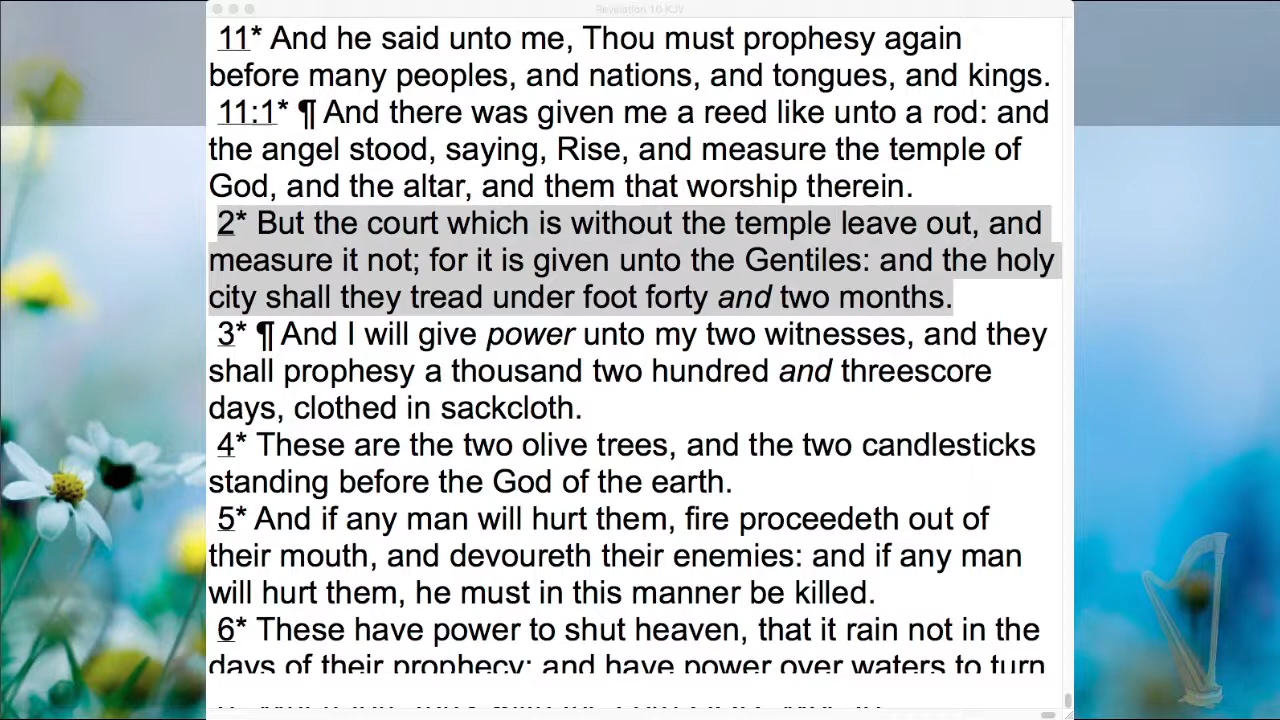 Revelation 10 KJV
11* And he said unto me, Thou must prophesy again
before many peoples, and nations, and tongues, and kings.
11:1* ¶ And there was given me a reed like unto a rod: and
the angel stood, saying, Rise, and measure the temple of
God, and the altar, and them that worship therein.
2* But the court which is without the temple leave out, and
measure it not; for it is given unto the Gentiles: and the holy
city shall they tread under foot forty and two months.
3* ¶ And I will give power unto my two witnesses, and they
shall prophesy a thousand two hundred and threescore
days, clothed in sackcloth.
4* These are the two olive trees, and the two candlesticks
standing before the God of the earth.
5* And if any man will hurt them, fire proceedeth out of
their mouth, and devoureth their enemies: and if any man
will hurt them, he must in this manner be killed.
6* These have power to shut heaven, that it rain not in the
days of their prophecy: and have power over waters to turn